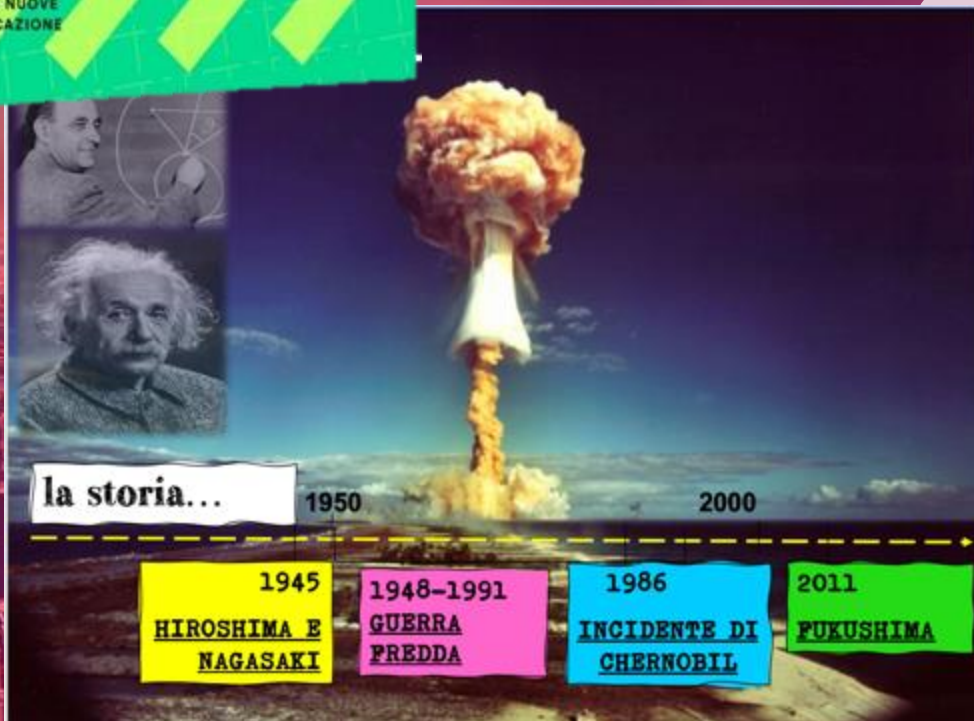 NUOVE
CAZIONE
la storia...
1950
2000
1945
HIROSHIMA E
NAGASAKI
1948-1991
GUERRA
FREDDA
1986
INCIDENTE DI
CHERNOBIL
2011
FUKUSHIMA